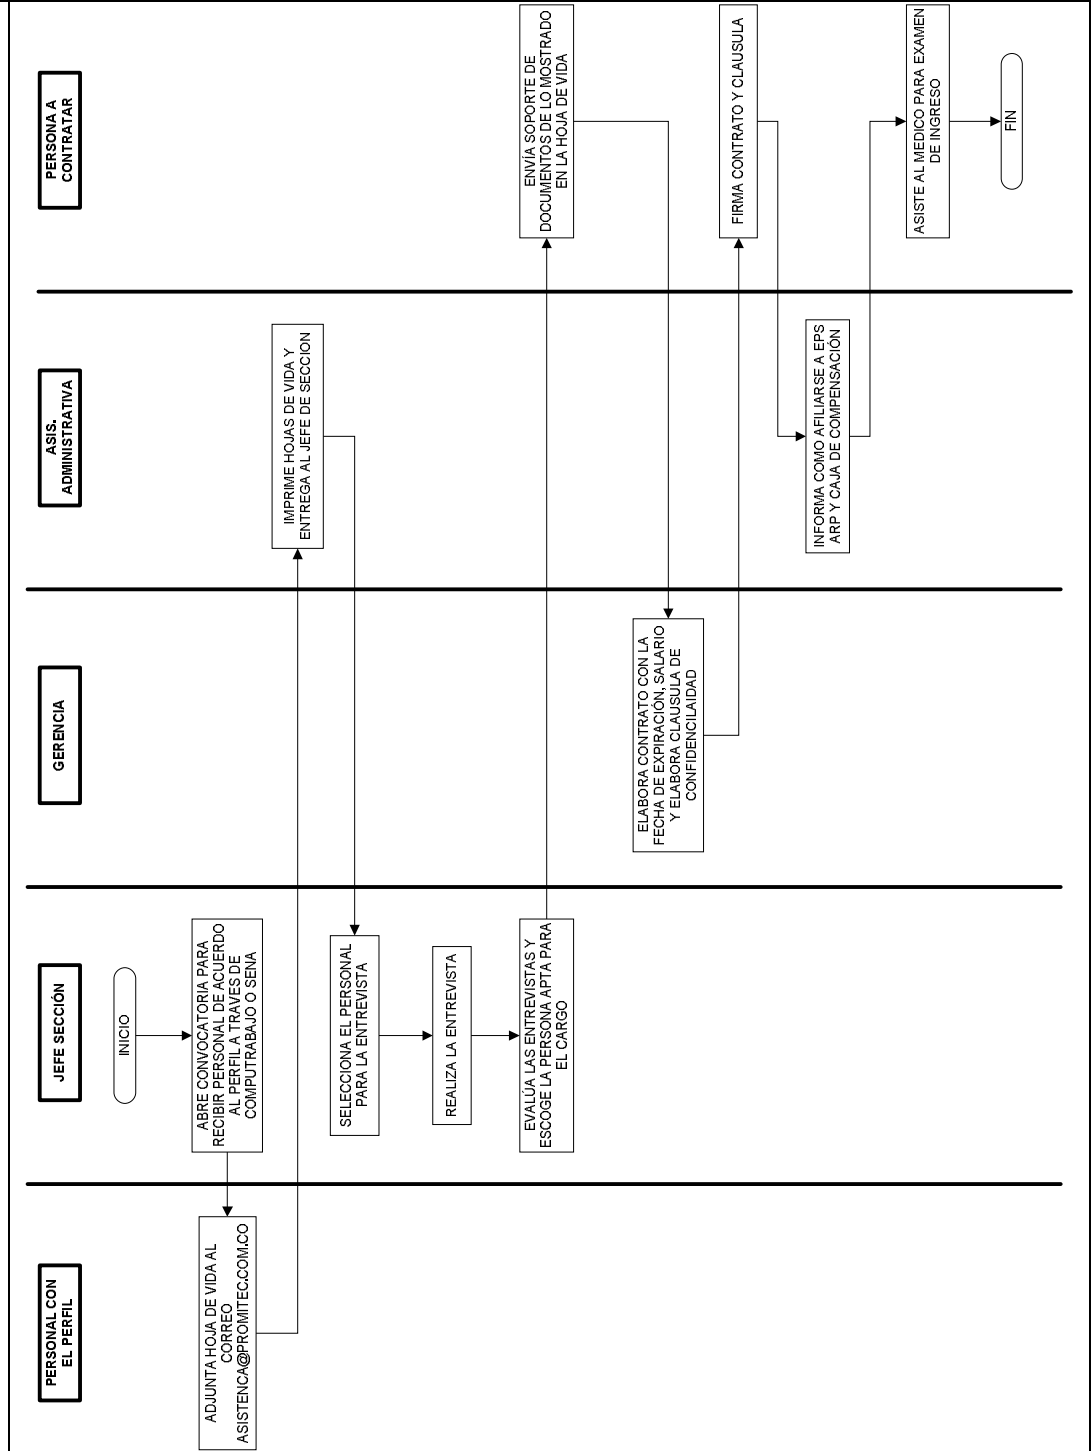 PERSONAL CON
EL PERFIL
JEFE SECCIÓN
GERENCIA
ASIS.
ADMINISTRATIVA
PERSONA A
CONTRATAR
INICIO
ABRE CONVOCATORIA PARA
RECIBIR PERSONAL DE ACUERDO
AL PERFIL A TRAVES DE
COMPUTRABAJO O SENA
ADJUNTA HOJA DE VIDA AL
CORREO
ASISTENCA@PROMITEC.COM.CO
IMPRIME HOJAS DE VIDA Y
ENTREGA AL JEFE DE SECCION
SELECCIONA EL PERSONAL
PARA LA ENTREVISTA
REALIZA LA ENTREVISTA
EVALÚA LAS ENTREVISTAS Y
ESCOGE LA PERSONA APTA PARA
EL CARGO
ENVÍA SOPORTE DE
DOCUMENTOS DE LO MOSTRADO
EN LA HOJA DE VIDA
ELABORA CONTRATO CON LA
FECHA DE EXPIRACIÓN, SALARIO
Y ELABORA CLAUSULA DE
CONFIDENCILAIDAD
FIRMA CONTRATO Y CLAUSULA
INFORMA COMO AFILIARSE A EPS
ARP Y CAJA DE COMPENSACIÓN
ASISTE AL MEDICO PARA EXAMEN
DE INGRESO
FIN